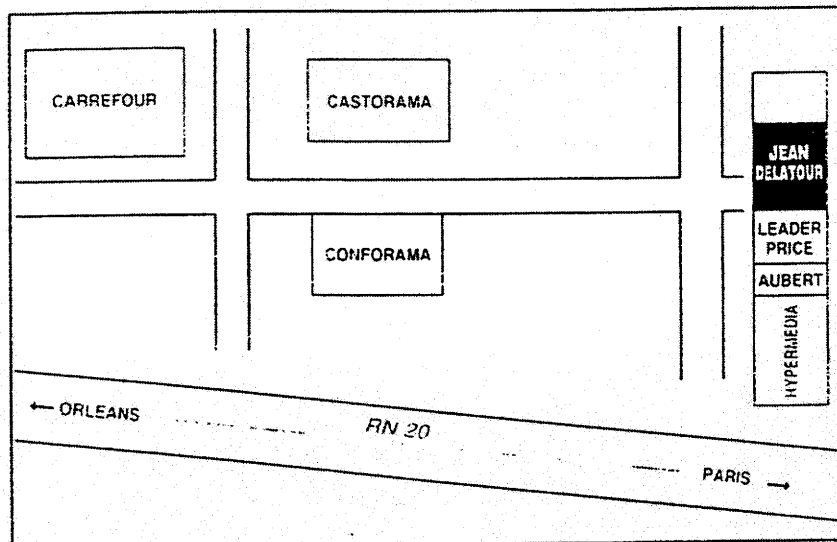 CARREFOUR
CASTORAMA
JEAN
DELATOUR
LEADER
PRICE
CONFORAMA
AUBERT
HYPERMEDIA
← ORLEANS
RN 20
PARIS →